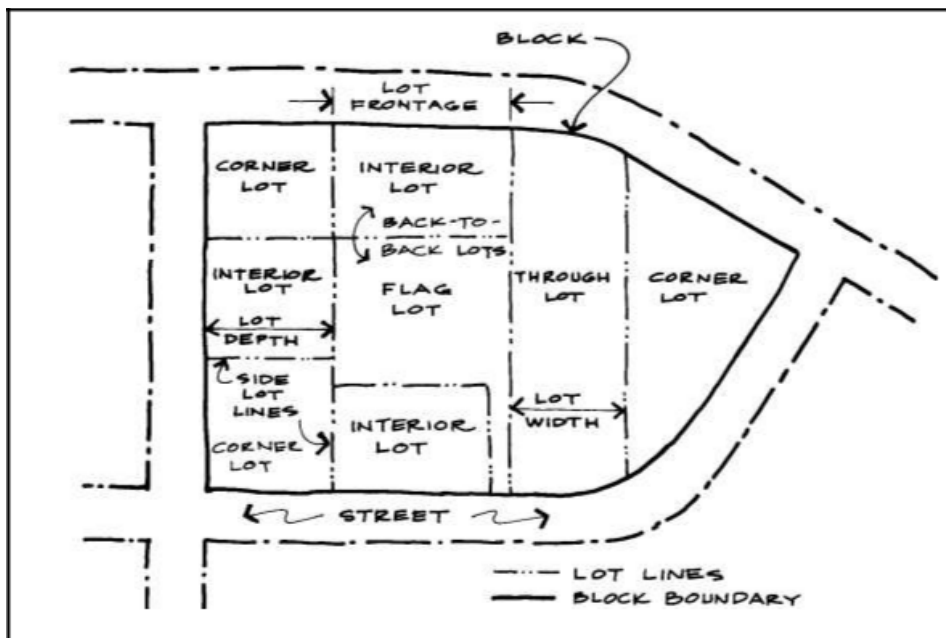 BLOCK
LOT
FRONTAGE
CORNER
LOT
INTERIOR
LOT
BACK-TO-
BACK LOTS
INTERIOR
LOT
FLAG
LOT
THROUGH
LOT
CORNER
LOT
LOT
DEPTH
SIDE
LOT
LINES
CORNER
LOT
INTERIOR
LOT
LOT
WIDTH
STREET
LOT LINES
BLOCK BOUNDARY